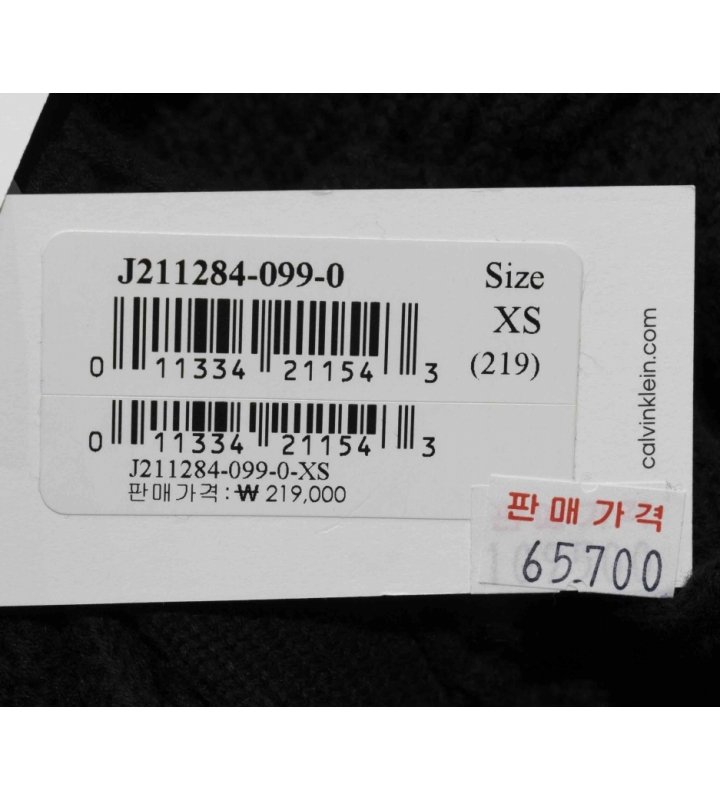 J211284-099-0
Size
XS
(219)
0 11334 21154 3
0 11334 21154 3
J211284-099-0-XS
판매가격 : ₩ 219,000
calvinklein.com
판매가격
65.700